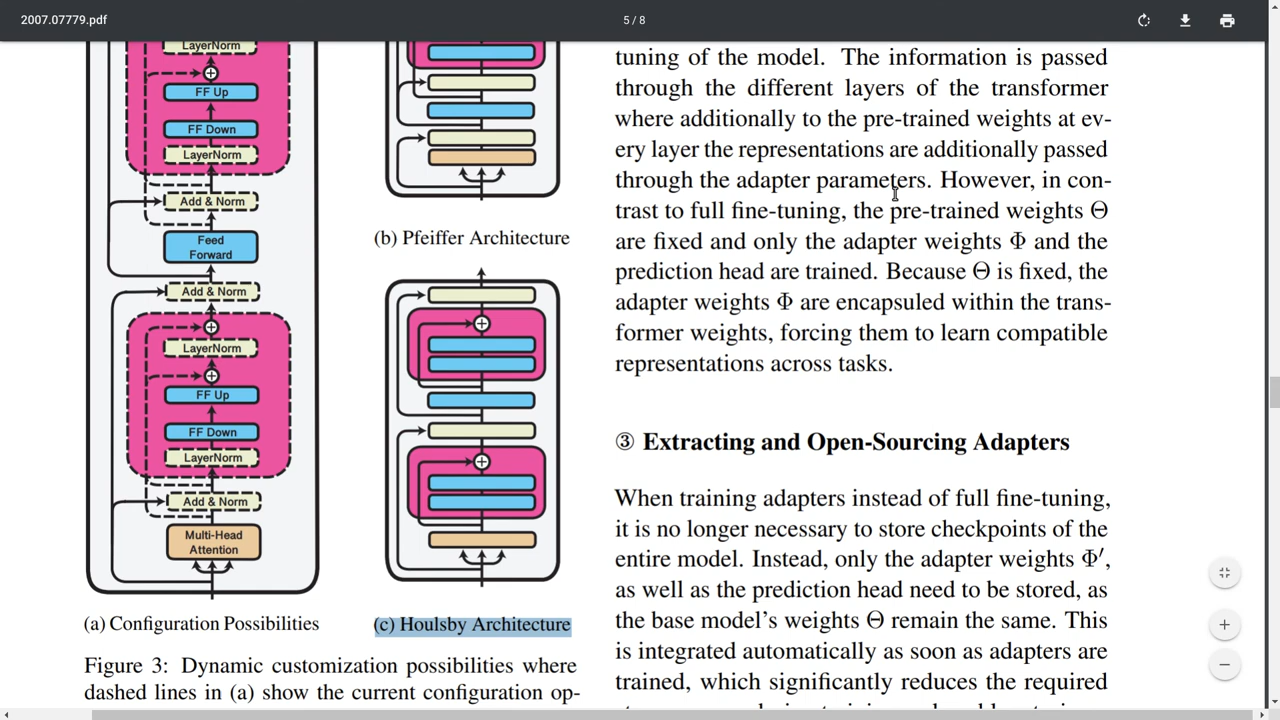 2007.07779.pdf
5 / 8
LayerNorm
FF Up
FF Down
LayerNorm
Add & Norm
Feed
Forward
Add & Norm
LayerNorm
FF Up
FF Down
LayerNorm
Add & Norm
Multi-Head
Attention
(a) Configuration Possibilities
(b) Pfeiffer Architecture
(c) Houlsby Architecture
Figure 3: Dynamic customization possibilities where
dashed lines in (a) show the current configuration op-
tuning of the model. The information is passed
through the different layers of the transformer
where additionally to the pre-trained weights at ev-
ery layer the representations are additionally passed
through the adapter parameters. However, in con-
trast to full fine-tuning, the pre-trained weights Θ
are fixed and only the adapter weights Φ and the
prediction head are trained. Because Θ is fixed, the
adapter weights Φ are encapsuled within the trans-
former weights, forcing them to learn compatible
representations across tasks.
③ Extracting and Open-Sourcing Adapters
When training adapters instead of full fine-tuning,
it is no longer necessary to store checkpoints of the
entire model. Instead, only the adapter weights Φ′,
as well as the prediction head need to be stored, as
the base model's weights Θ remain the same. This
is integrated automatically as soon as adapters are
trained, which significantly reduces the required